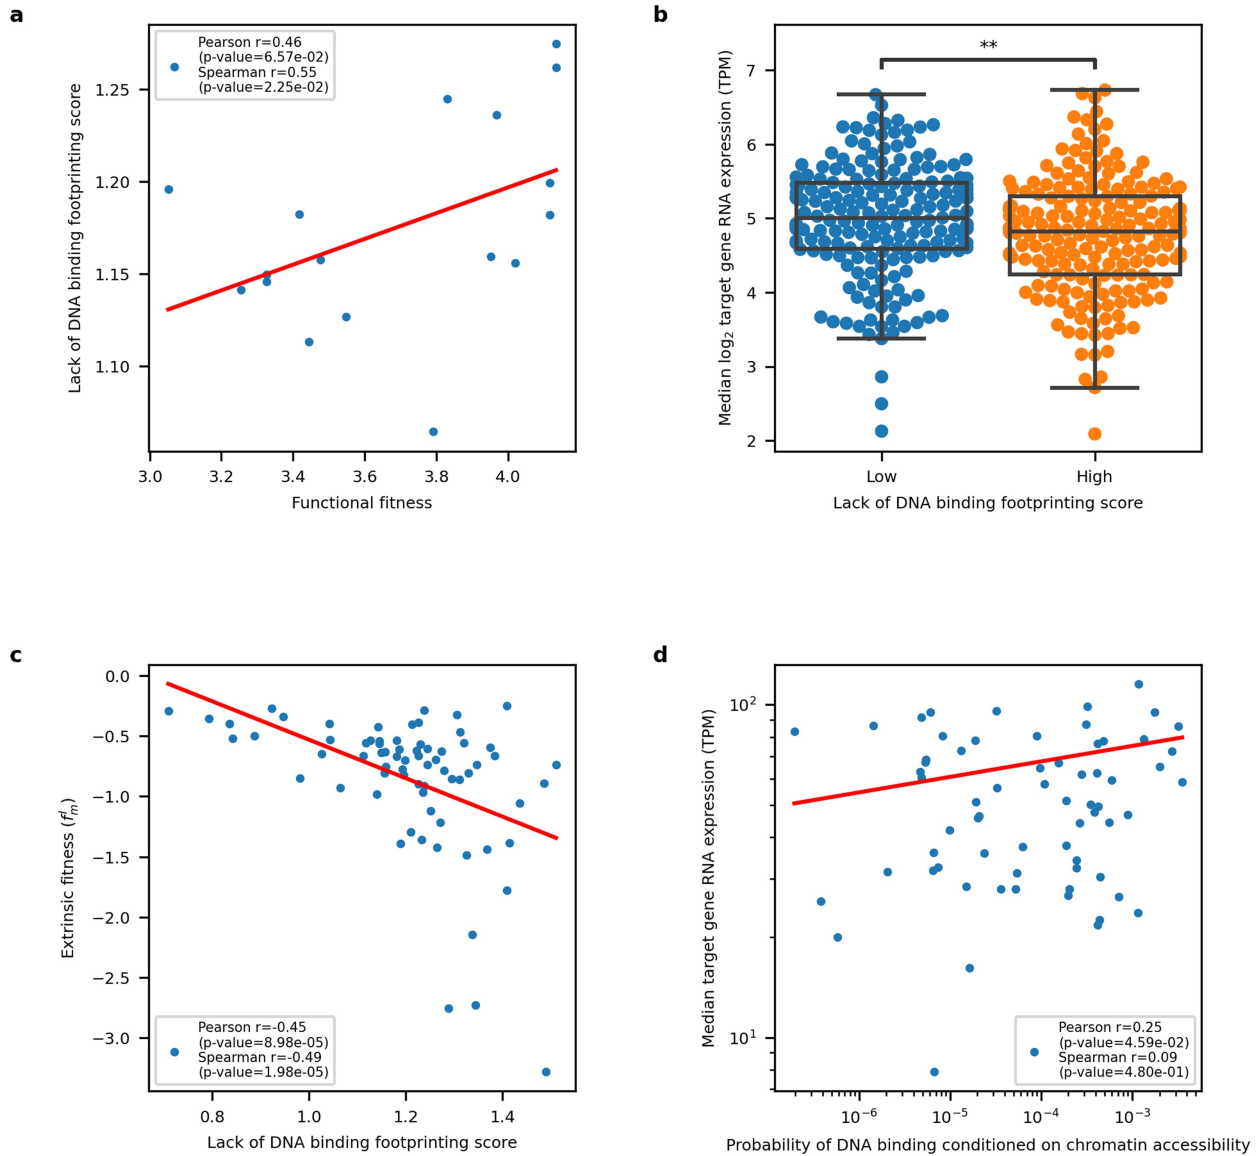 a
Pearson r=0.46
(p-value=6.57e-02)
Spearman r=0.55
(p-value=2.25e-02)
1.25
1.20
1.15
1.10
Lack of DNA binding footprinting score
3.0 3.2 3.4 3.6 3.8 4.0
Functional fitness
b
**
7
6
5
4
3
2
Median log₂ target gene RNA expression (TPM)
Low High
Lack of DNA binding footprinting score
c
0.0
−0.5
−1.0
−1.5
−2.0
−2.5
−3.0
Extrinsic fitness (fᴵₘ)
Pearson r=-0.45
(p-value=8.98e-05)
Spearman r=-0.49
(p-value=1.98e-05)
0.8 1.0 1.2 1.4
Lack of DNA binding footprinting score
d
10²
10¹
Median target gene RNA expression (TPM)
Pearson r=0.25
(p-value=4.59e-02)
Spearman r=0.09
(p-value=4.80e-01)
10⁻⁶ 10⁻⁵ 10⁻⁴ 10⁻³
Probability of DNA binding conditioned on chromatin accessibility